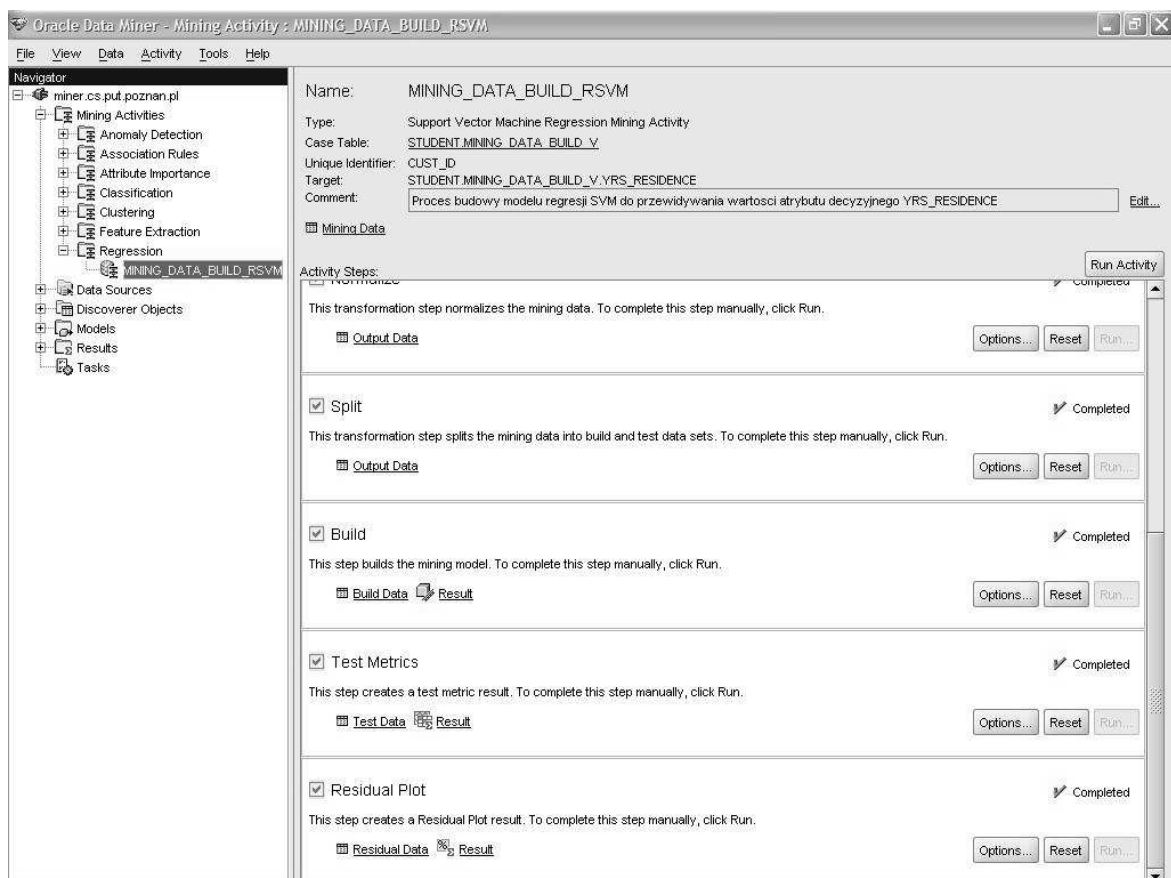 Oracle Data Miner - Mining Activity : MINING_DATA_BUILD_RSVM
File View Data Activity Tools Help
Navigator
miner.cs.put.poznan.pl
Mining Activities
Anomaly Detection
Association Rules
Attribute Importance
Classification
Clustering
Feature Extraction
Regression
MINING_DATA_BUILD_RSVM
Data Sources
Discoverer Objects
Models
Results
Tasks
Name: MINING_DATA_BUILD_RSVM
Type: Support Vector Machine Regression Mining Activity
Case Table: STUDENT.MINING_DATA_BUILD_V
Unique Identifier: CUST_ID
Target: STUDENT.MINING_DATA_BUILD_V.YRS_RESIDENCE
Comment: Proces budowy modelu regresji SVM do przewidywania wartosci atrybutu decyzyjnego YRS_RESIDENCE Edit...
Mining Data
Run Activity
Activity Steps:
Normalize Completed
This transformation step normalizes the mining data. To complete this step manually, click Run.
Output Data Options... Reset Run...
Split Completed
This transformation step splits the mining data into build and test data sets. To complete this step manually, click Run.
Output Data Options... Reset Run...
Build Completed
This step builds the mining model. To complete this step manually, click Run.
Build Data Result Options... Reset Run...
Test Metrics Completed
This step creates a test metric result. To complete this step manually, click Run.
Test Data Result Options... Reset Run...
Residual Plot Completed
This step creates a Residual Plot result. To complete this step manually, click Run.
Residual Data Result Options... Reset Run...